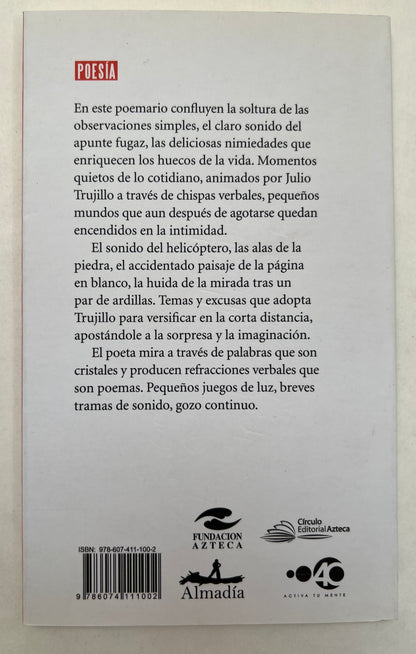 POESÍA
En este poemario confluyen la soltura de las
observaciones simples, el claro sonido del
apunte fugaz, las deliciosas nimiedades que
enriquecen los huecos de la vida. Momentos
quietos de lo cotidiano, animados por Julio
Trujillo a través de chispas verbales, pequeños
mundos que aun después de agotarse quedan
encendidos en la intimidad.
El sonido del helicóptero, las alas de la
piedra, el accidentado paisaje de la página
en blanco, la huida de la mirada tras un
par de ardillas. Temas y excusas que adopta
Trujillo para versificar en la corta distancia,
apostándole a la sorpresa y la imaginación.
El poeta mira a través de palabras que son
cristales y producen refracciones verbales que
son poemas. Pequeños juegos de luz, breves
tramas de sonido, gozo continuo.
FUNDACION
AZTECA
Círculo
Editorial Azteca
ISBN: 978-607-411-100-2
9 786074 111002
Almadía
40
ACTIVA TU MENTE